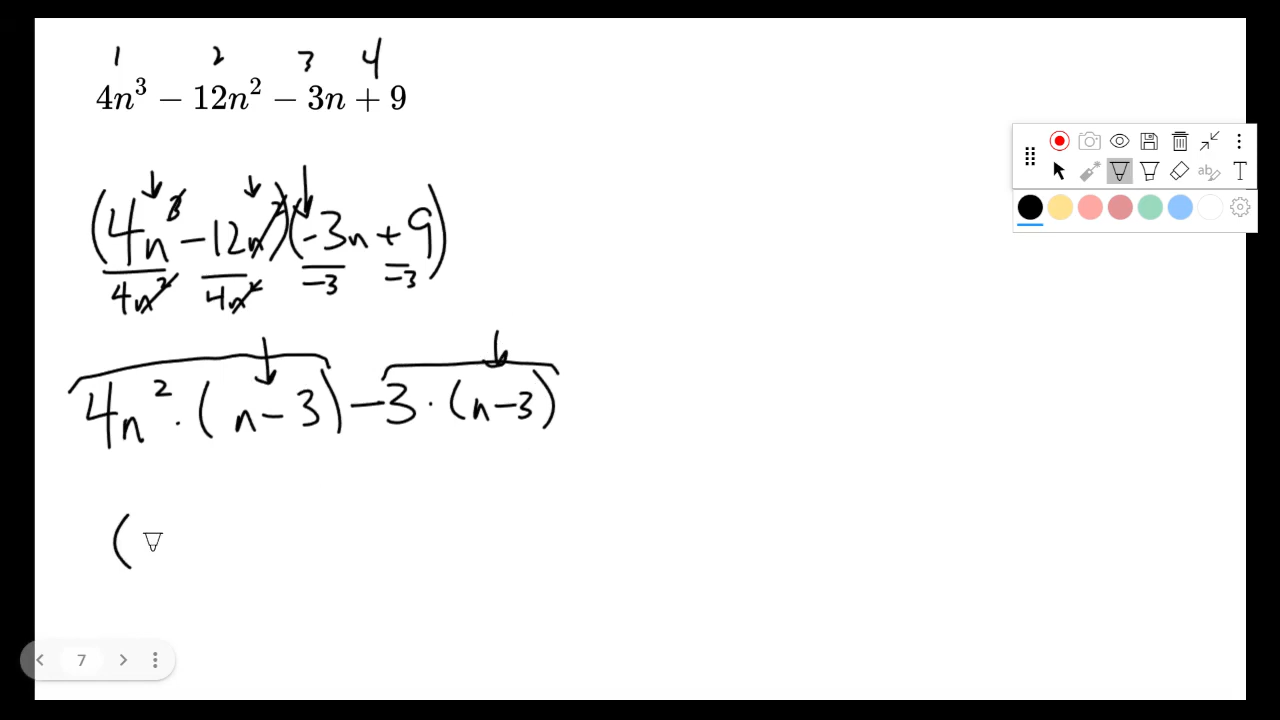 1 2 3 4
4n³ − 12n² − 3n + 9
(4n³ − 12n²)(−3n + 9)
4n² 4n² −3 −3
4n² · (n − 3) − 3 · (n − 3)
(
ab T
7